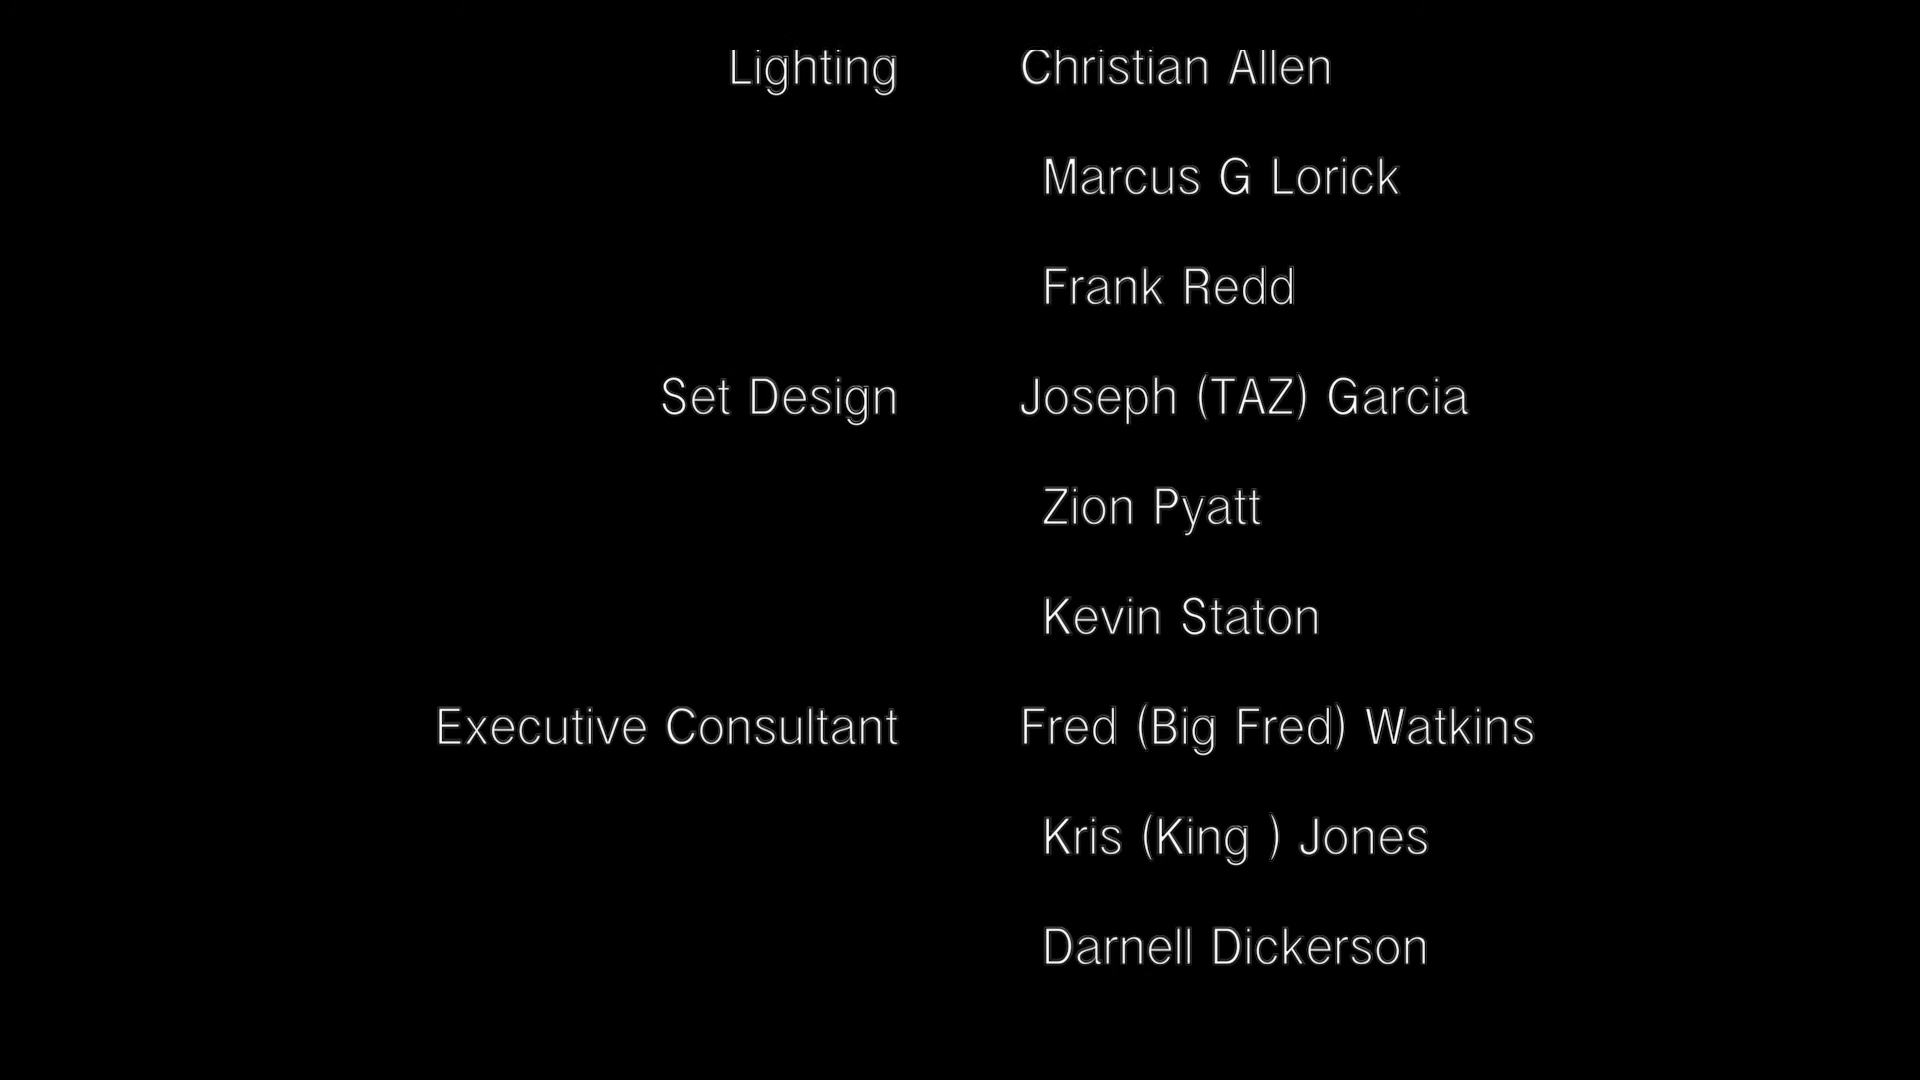 Lighting Christian Allen
Marcus G Lorick
Frank Redd
Set Design Joseph (TAZ) Garcia
Zion Pyatt
Kevin Staton
Executive Consultant Fred (Big Fred) Watkins
Kris (King ) Jones
Darnell Dickerson